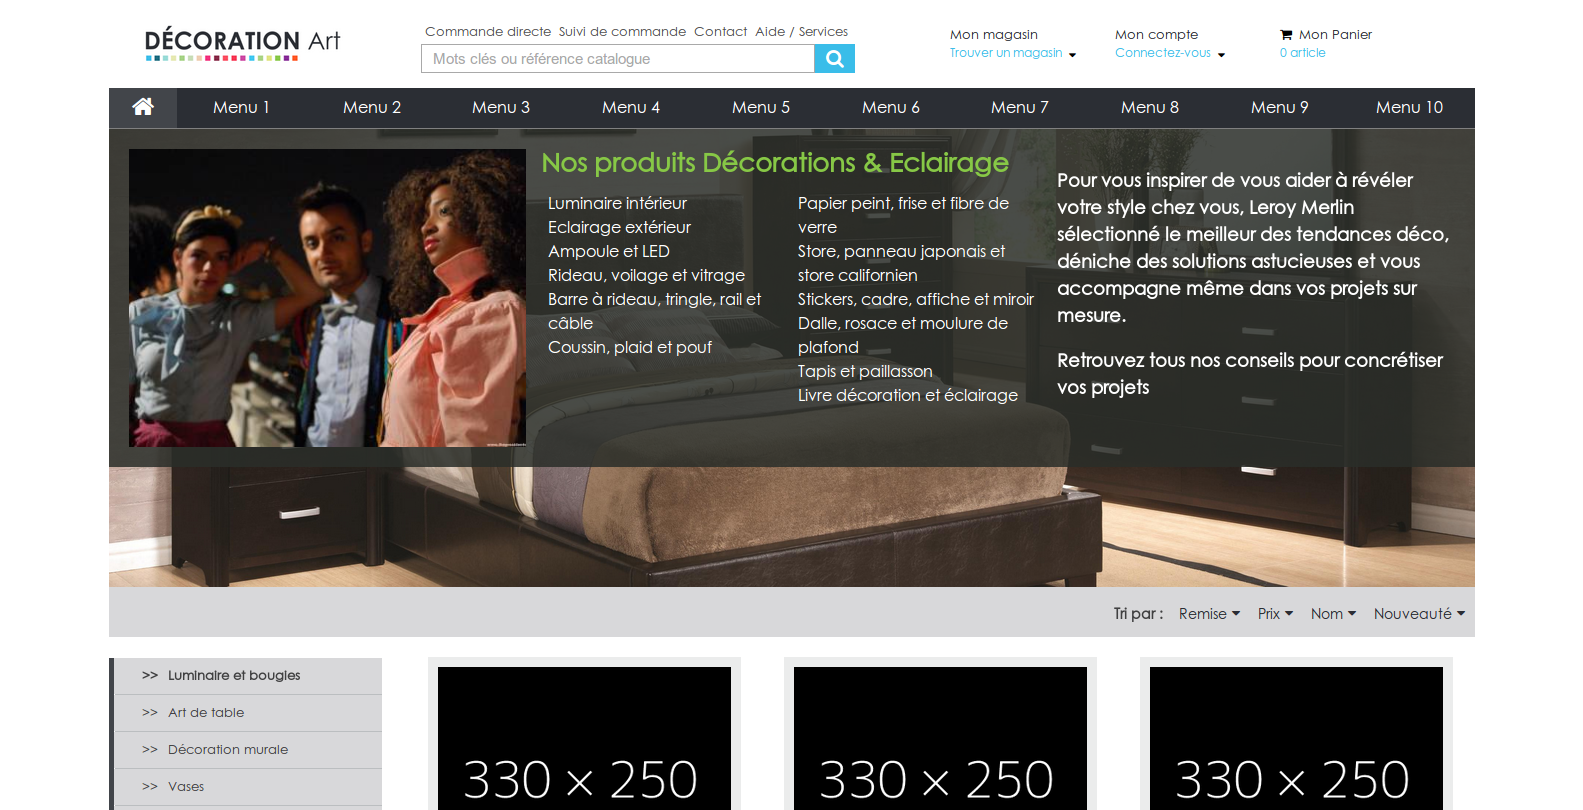 DÉCORATION Art
Commande directe Suivi de commande Contact Aide / Services
Mots clés ou référence catalogue
Mon magasin
Trouver un magasin
Mon compte
Connectez-vous
Mon Panier
0 article
Menu 1 Menu 2 Menu 3 Menu 4 Menu 5 Menu 6 Menu 7 Menu 8 Menu 9 Menu 10
Nos produits Décorations & Eclairage
Luminaire intérieur
Eclairage extérieur
Ampoule et LED
Rideau, voilage et vitrage
Barre à rideau, tringle, rail et
câble
Coussin, plaid et pouf
Papier peint, frise et fibre de
verre
Store, panneau japonais et
store californien
Stickers, cadre, affiche et miroir
Dalle, rosace et moulure de
plafond
Tapis et paillasson
Livre décoration et éclairage
Pour vous inspirer de vous aider à révéler
votre style chez vous, Leroy Merlin
sélectionné le meilleur des tendances déco,
déniche des solutions astucieuses et vous
accompagne même dans vos projets sur
mesure.
Retrouvez tous nos conseils pour concrétiser
vos projets
Tri par : Remise Prix Nom Nouveauté
>> Luminaire et bougies
>> Art de table
>> Décoration murale
>> Vases
330 × 250
330 × 250
330 × 250